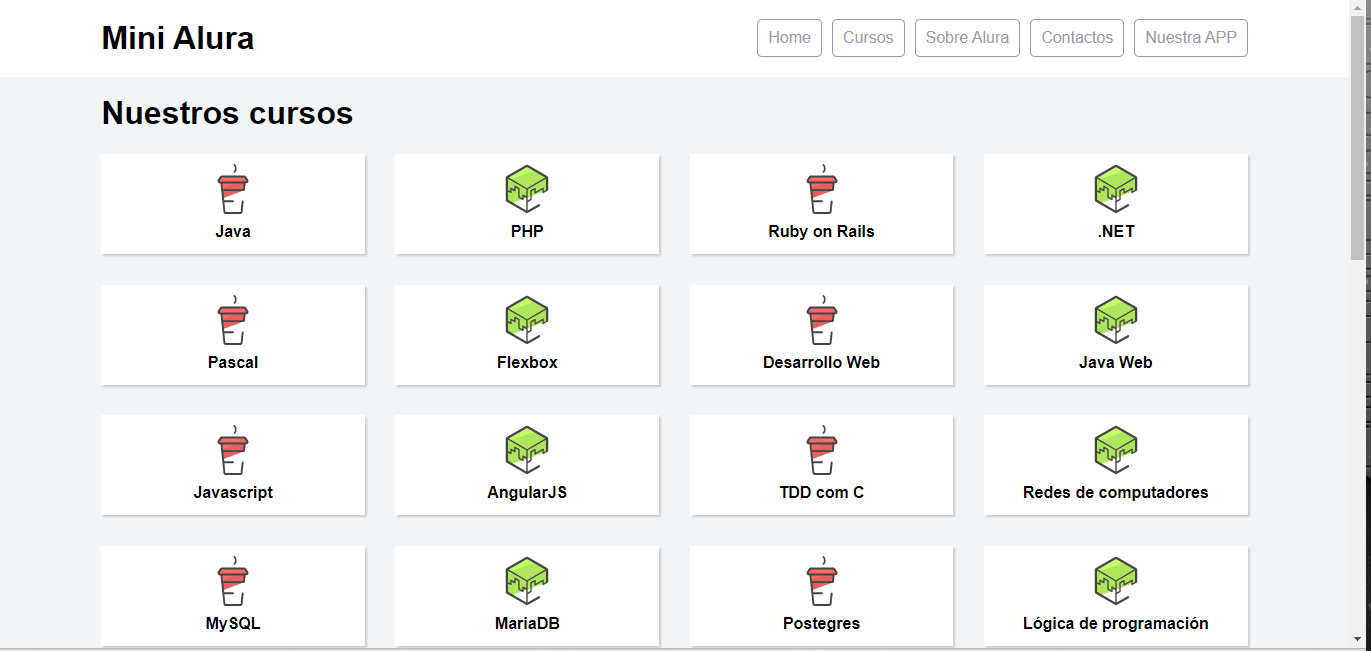 Mini Alura
Home Cursos Sobre Alura Contactos Nuestra APP
Nuestros cursos
Java PHP Ruby on Rails .NET
Pascal Flexbox Desarrollo Web Java Web
Javascript AngularJS TDD com C Redes de computadores
MySQL MariaDB Postegres Lógica de programación